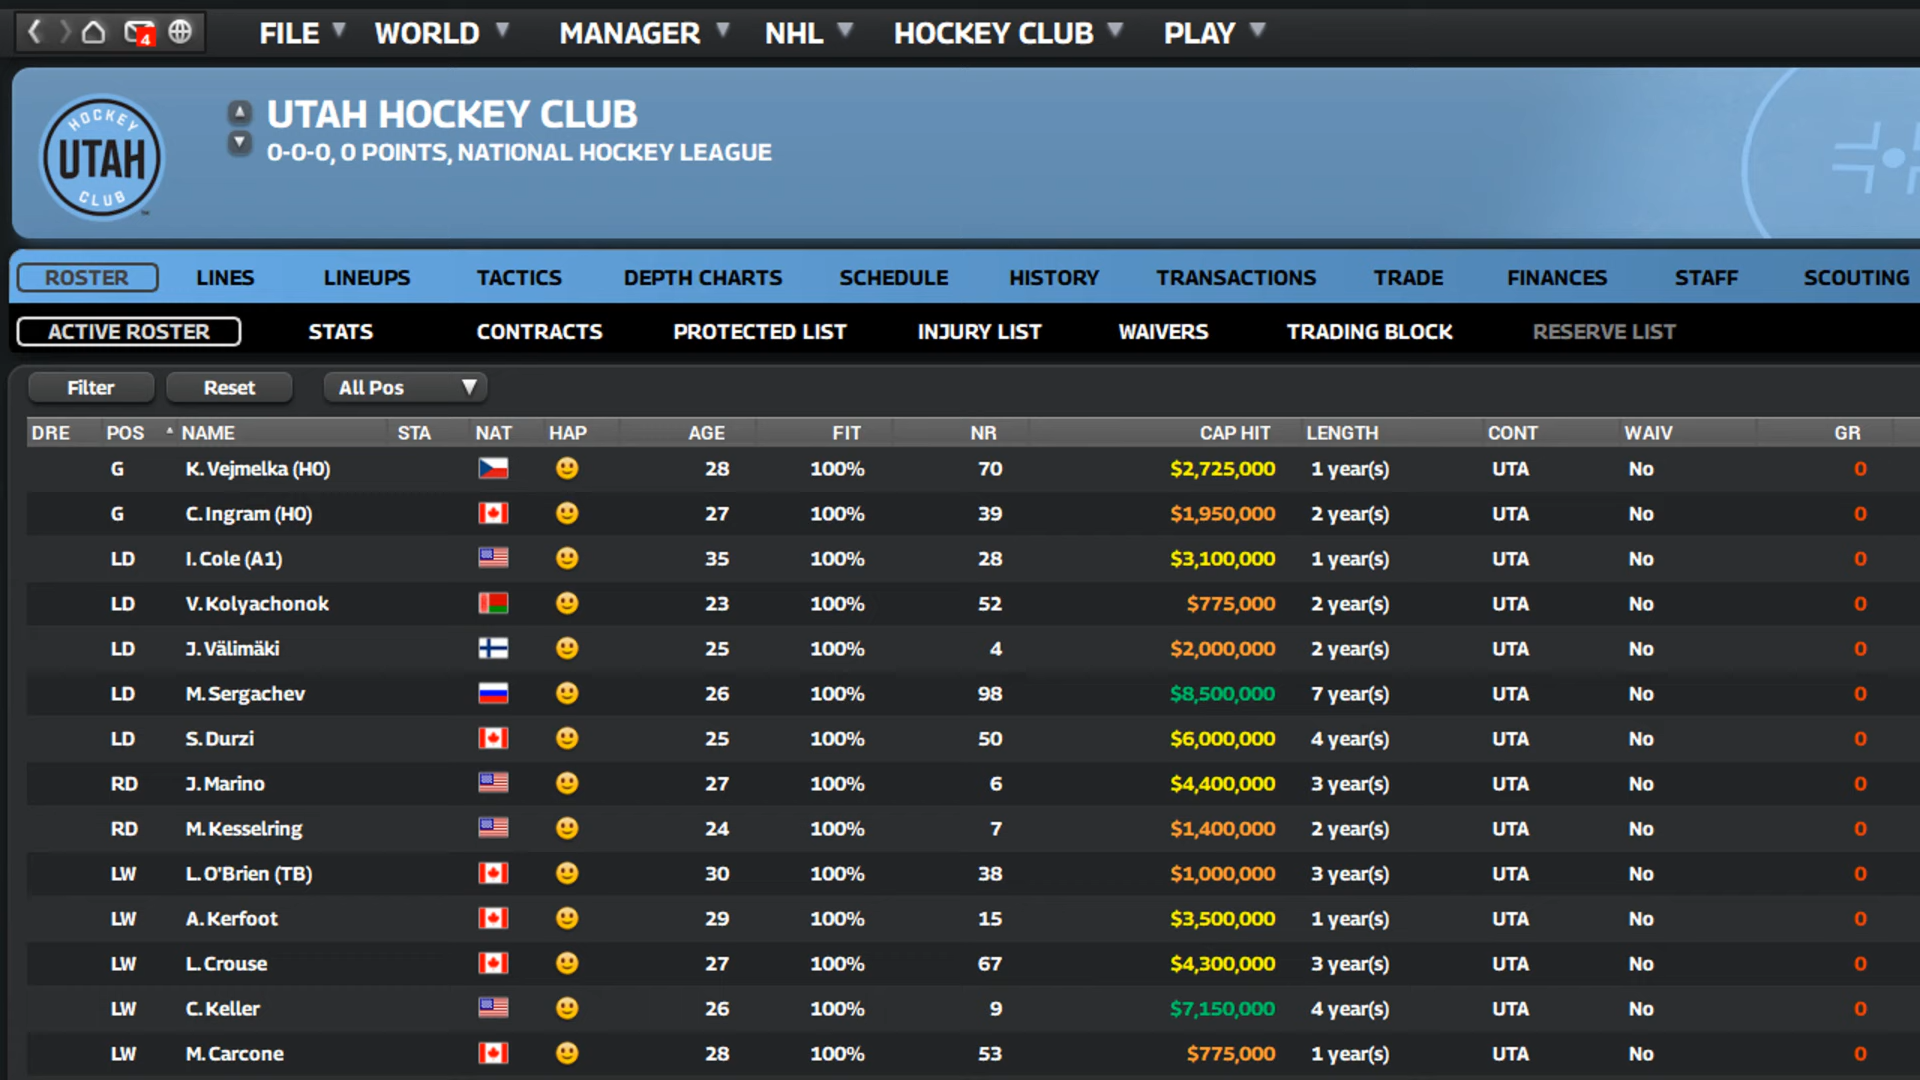 4 FILE WORLD MANAGER NHL HOCKEY CLUB PLAY
HOCKEY UTAH CLUB ™
UTAH HOCKEY CLUB
0-0-0, 0 POINTS, NATIONAL HOCKEY LEAGUE
ROSTER LINES LINEUPS TACTICS DEPTH CHARTS SCHEDULE HISTORY TRANSACTIONS TRADE FINANCES STAFF SCOUTING
ACTIVE ROSTER STATS CONTRACTS PROTECTED LIST INJURY LIST WAIVERS TRADING BLOCK RESERVE LIST
Filter Reset All Pos
DRE POS NAME STA NAT HAP AGE FIT NR CAP HIT LENGTH CONT WAIV GR
G K. Vejmelka (H0) 28 100% 70 $2,725,000 1 year(s) UTA No 0
G C. Ingram (H0) 27 100% 39 $1,950,000 2 year(s) UTA No 0
LD I. Cole (A1) 35 100% 28 $3,100,000 1 year(s) UTA No 0
LD V. Kolyachonok 23 100% 52 $775,000 2 year(s) UTA No 0
LD J. Välimäki 25 100% 4 $2,000,000 2 year(s) UTA No 0
LD M. Sergachev 26 100% 98 $8,500,000 7 year(s) UTA No 0
LD S. Durzi 25 100% 50 $6,000,000 4 year(s) UTA No 0
RD J. Marino 27 100% 6 $4,400,000 3 year(s) UTA No 0
RD M. Kesselring 24 100% 7 $1,400,000 2 year(s) UTA No 0
LW L. O'Brien (TB) 30 100% 38 $1,000,000 3 year(s) UTA No 0
LW A. Kerfoot 29 100% 15 $3,500,000 1 year(s) UTA No 0
LW L. Crouse 27 100% 67 $4,300,000 3 year(s) UTA No 0
LW C. Keller 26 100% 9 $7,150,000 4 year(s) UTA No 0
LW M. Carcone 28 100% 53 $775,000 1 year(s) UTA No 0